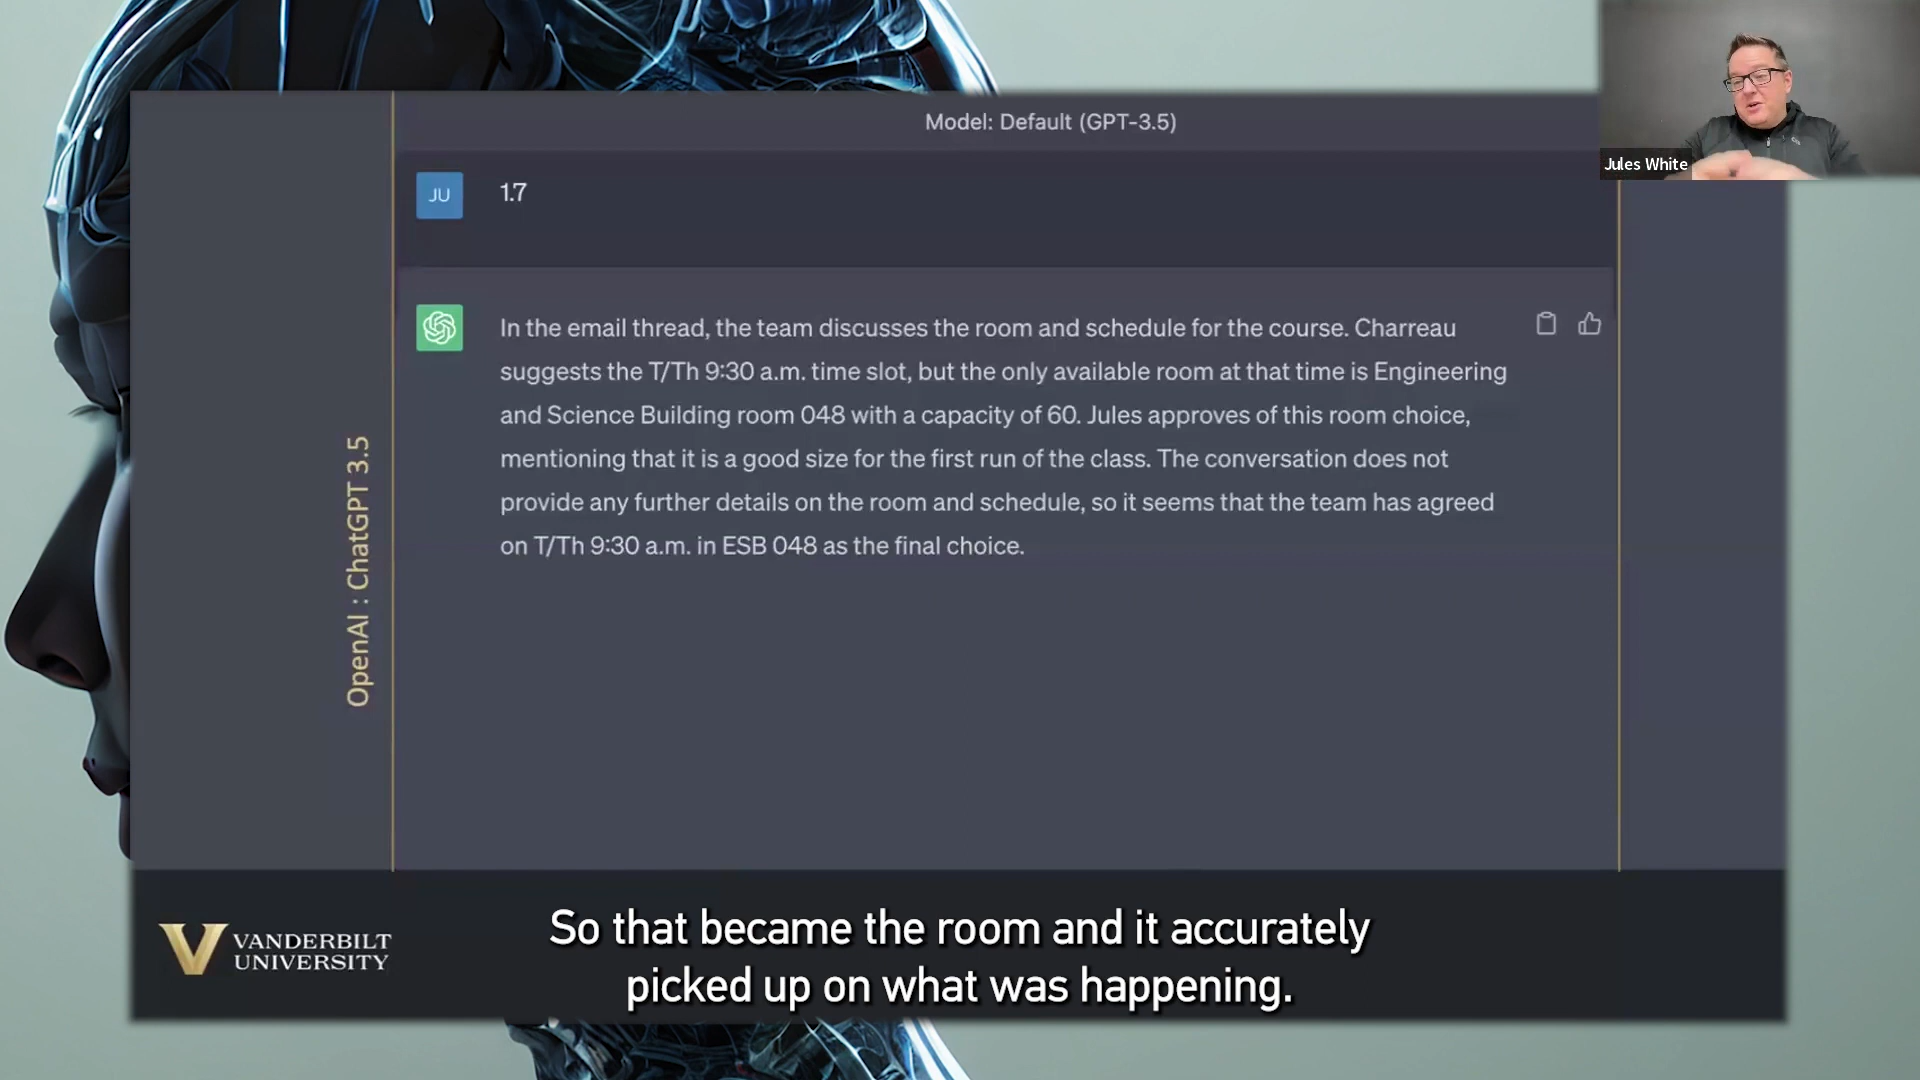 Model: Default (GPT-3.5)
Jules White
JU
1.7
In the email thread, the team discusses the room and schedule for the course. Charreau
suggests the T/Th 9:30 a.m. time slot, but the only available room at that time is Engineering
and Science Building room 048 with a capacity of 60. Jules approves of this room choice,
mentioning that it is a good size for the first run of the class. The conversation does not
provide any further details on the room and schedule, so it seems that the team has agreed
on T/Th 9:30 a.m. in ESB 048 as the final choice.
OpenAI : ChatGPT 3.5
V VANDERBILT
UNIVERSITY
So that became the room and it accurately
picked up on what was happening.